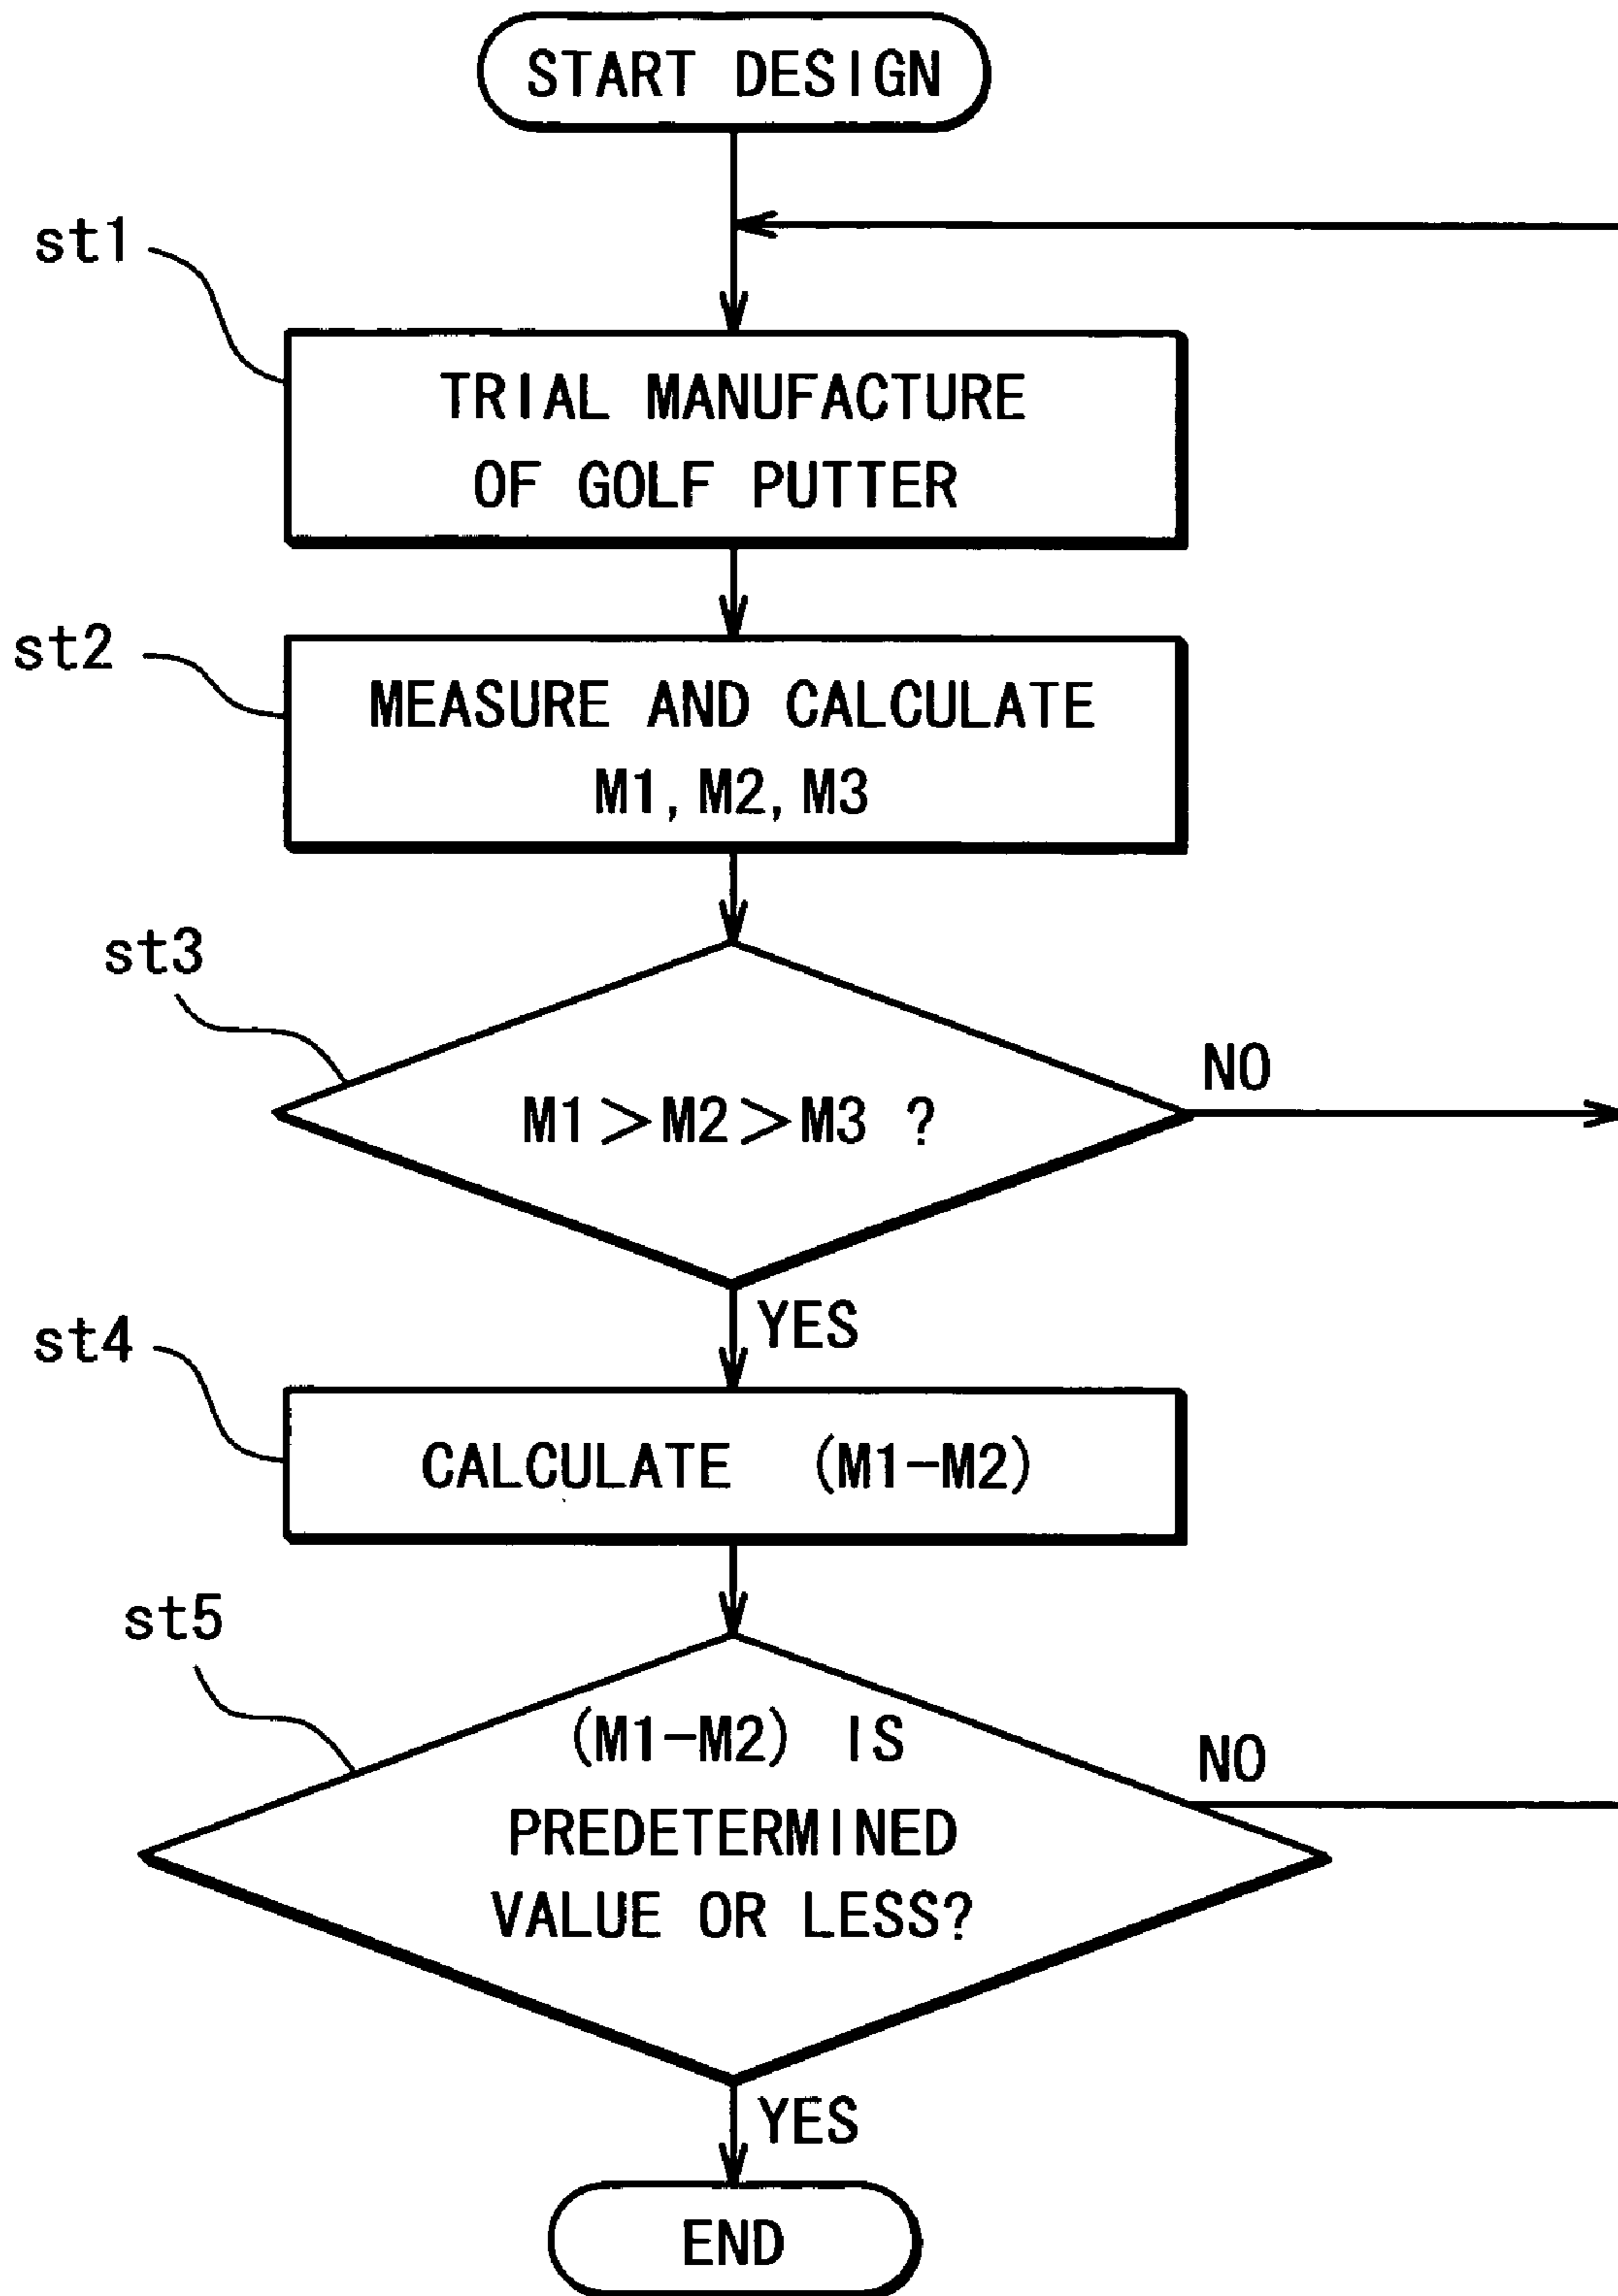 START DESIGN
st1
TRIAL MANUFACTURE
OF GOLF PUTTER
st2
MEASURE AND CALCULATE
M1, M2, M3
st3
M1>M2>M3 ?
NO
YES
st4
CALCULATE (M1-M2)
st5
(M1-M2) IS
PREDETERMINED
VALUE OR LESS?
NO
YES
END